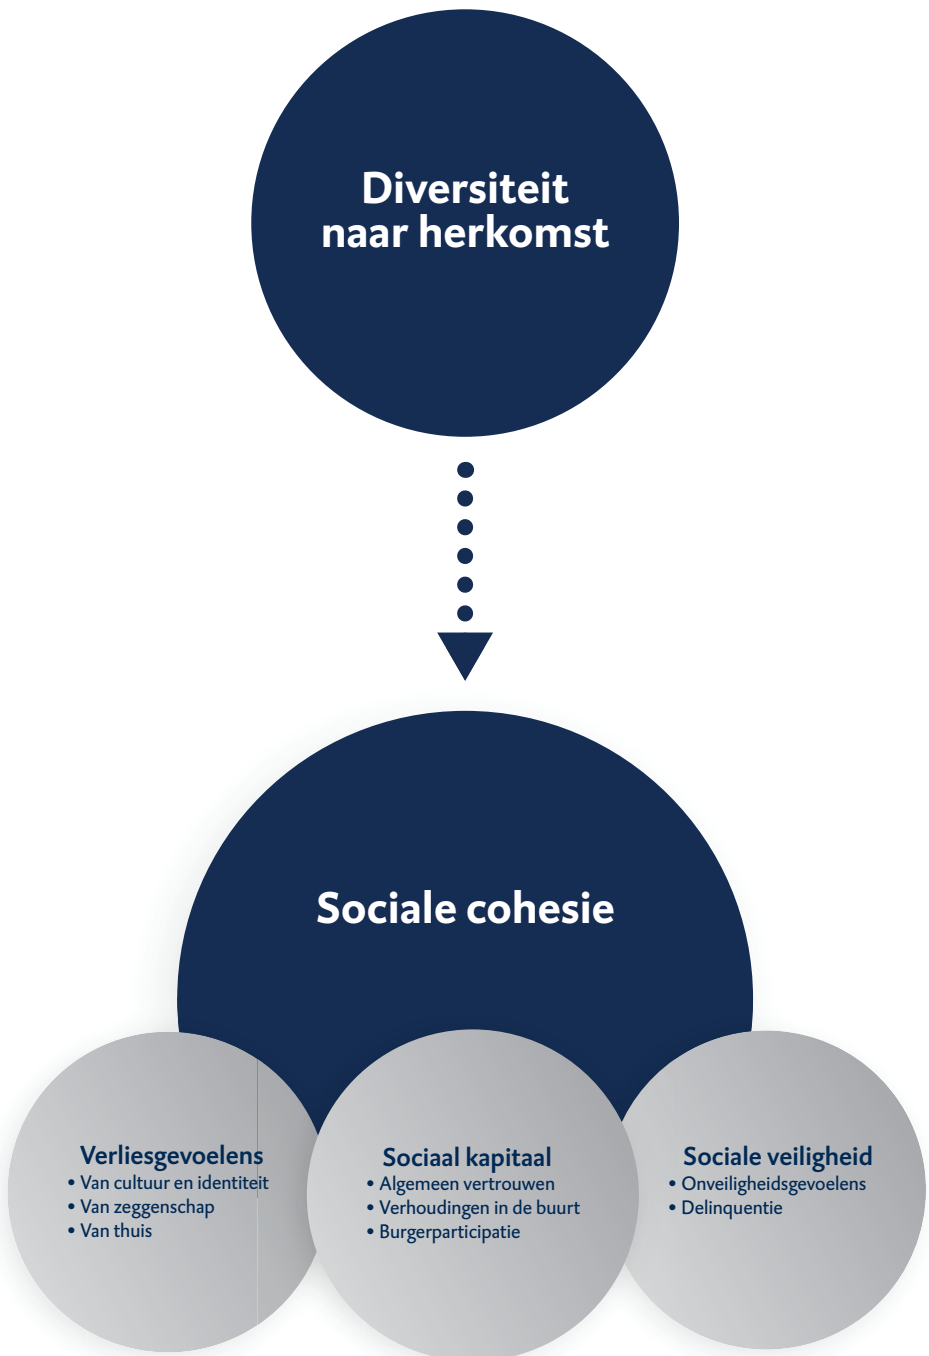 Diversiteit
naar herkomst
Sociale cohesie
Verliesgevoelens
• Van cultuur en identiteit
• Van zeggenschap
• Van thuis
Sociaal kapitaal
• Algemeen vertrouwen
• Verhoudingen in de buurt
• Burgerparticipatie
Sociale veiligheid
• Onveiligheidsgevoelens
• Delinquentie